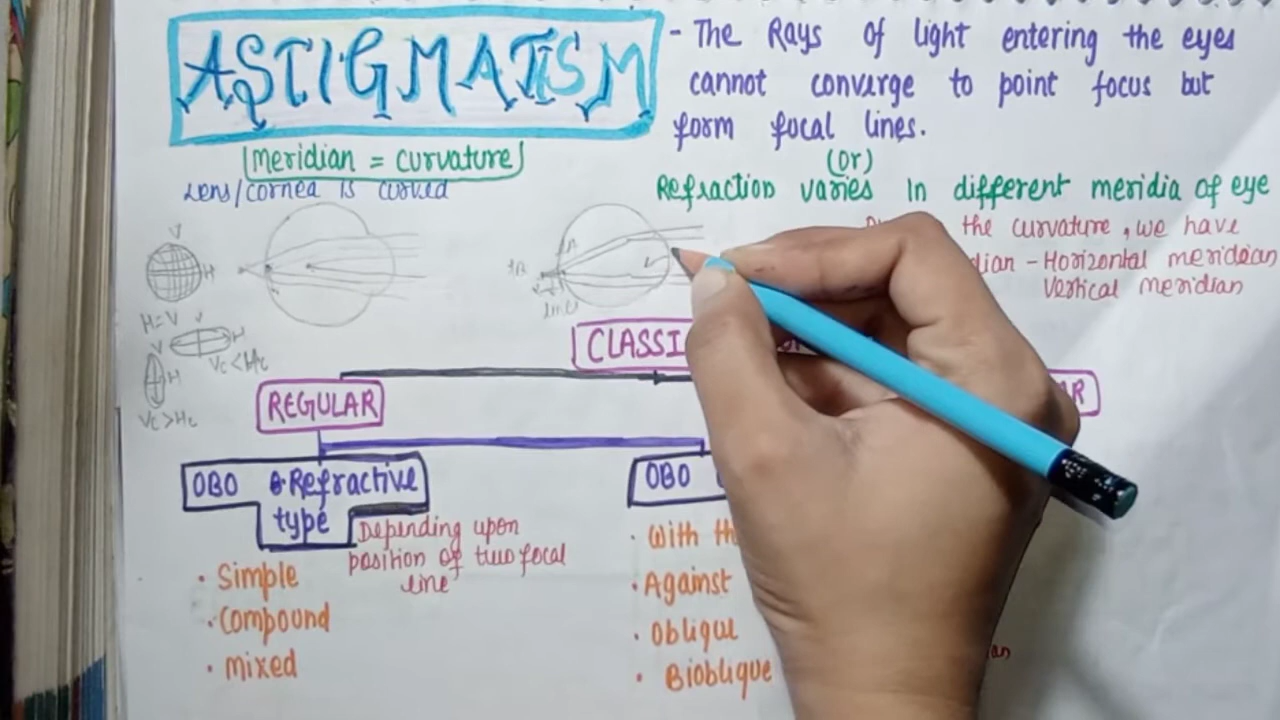 ASTIGMATISM
- The Rays of light entering the eyes
cannot converge to point focus but
form focal lines.
(Or)
|Meridian = curvature|
Lens/cornea is curved
Refraction varies in different meridia of eye
the curvature, we have
dian - Horizontal meridian
Vertical meridian
V
H
H = V
V
H
Vc < Hc
V
H
Vc > Hc
CLASSI
REGULAR
AR
OBO & Refractive
type
Depending upon
position of two focal
line
· Simple
· Compound
· mixed
OBO
· With th
· Against
· Oblique
· Bioblique